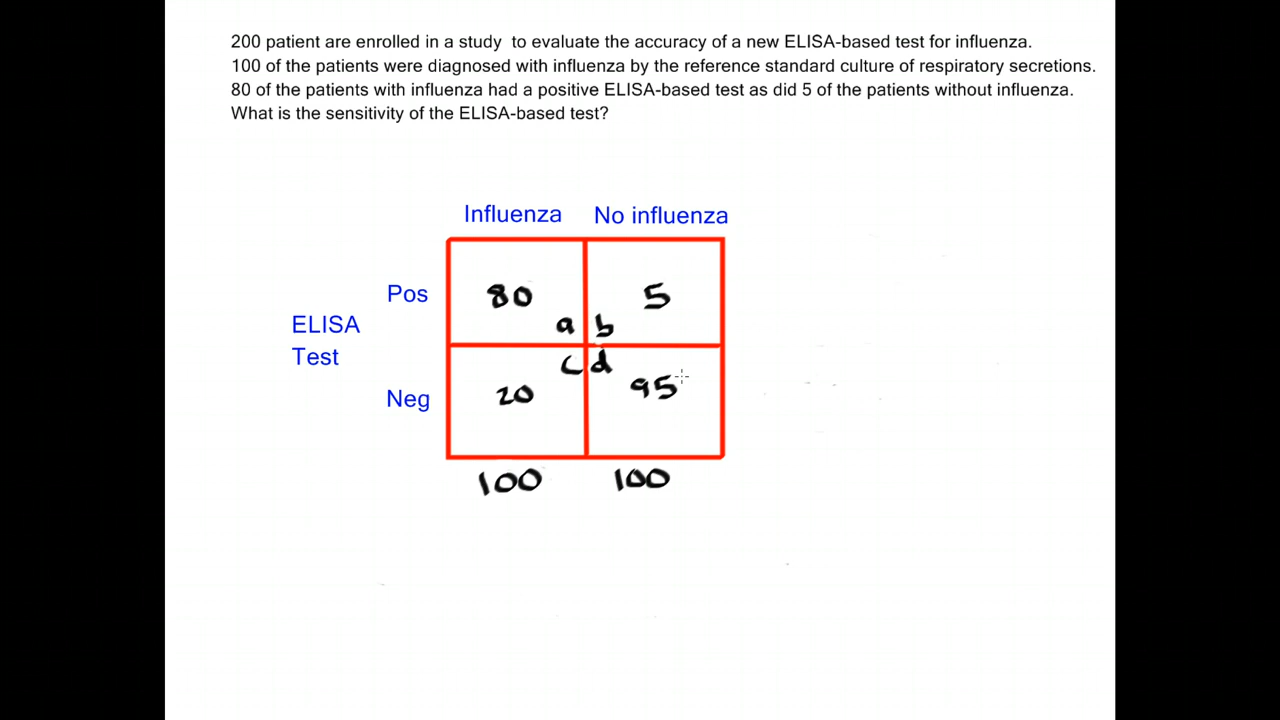 200 patient are enrolled in a study to evaluate the accuracy of a new ELISA-based test for influenza.
100 of the patients were diagnosed with influenza by the reference standard culture of respiratory secretions.
80 of the patients with influenza had a positive ELISA-based test as did 5 of the patients without influenza.
What is the sensitivity of the ELISA-based test?
Influenza No influenza
Pos 80 5
a b
ELISA
Test
c d
Neg 20 95
100 100